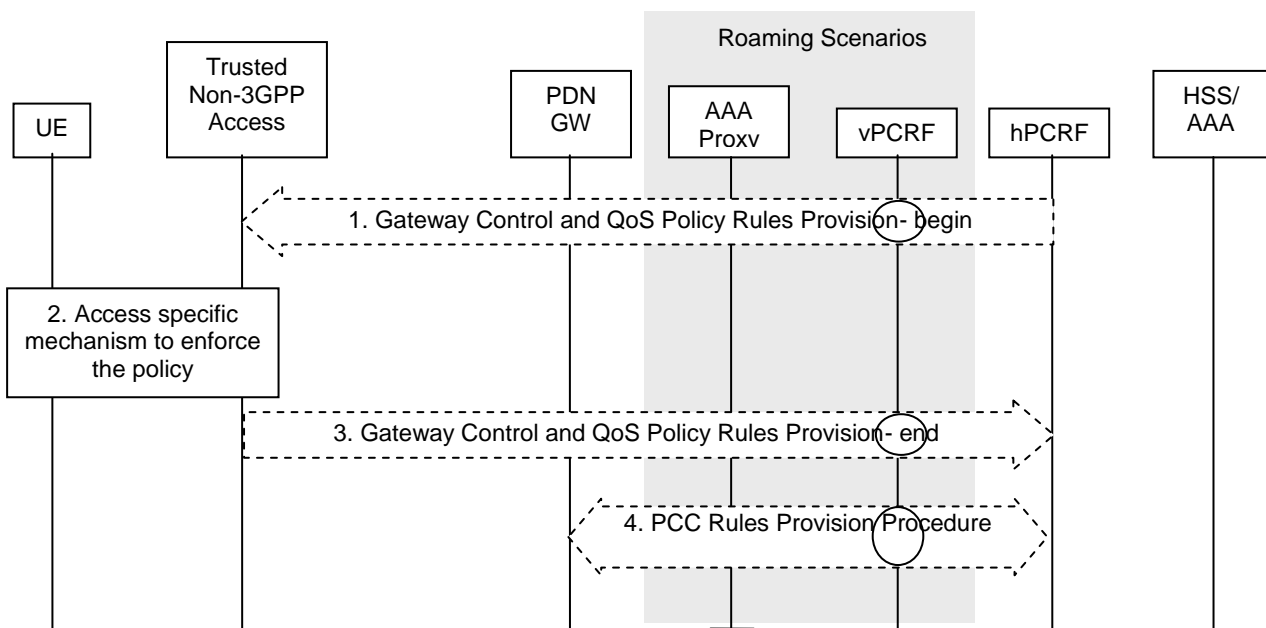 Roaming Scenarios
UE
Trusted
Non-3GPP
Access
PDN
GW
AAA
Proxv
vPCRF
hPCRF
HSS/
AAA
1. Gateway Control and QoS Policy Rules Provision- begin
2. Access specific
mechanism to enforce
the policy
3. Gateway Control and QoS Policy Rules Provision- end
4. PCC Rules Provision Procedure